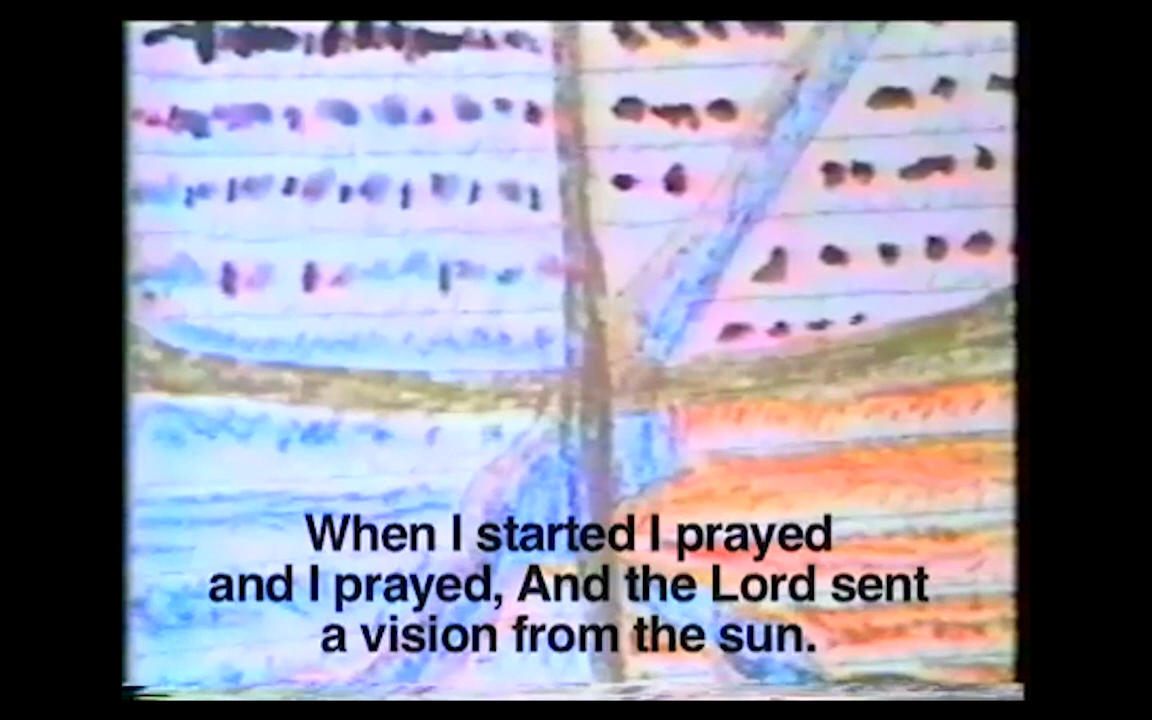 When I started I prayed
and I prayed, And the Lord sent
a vision from the sun.